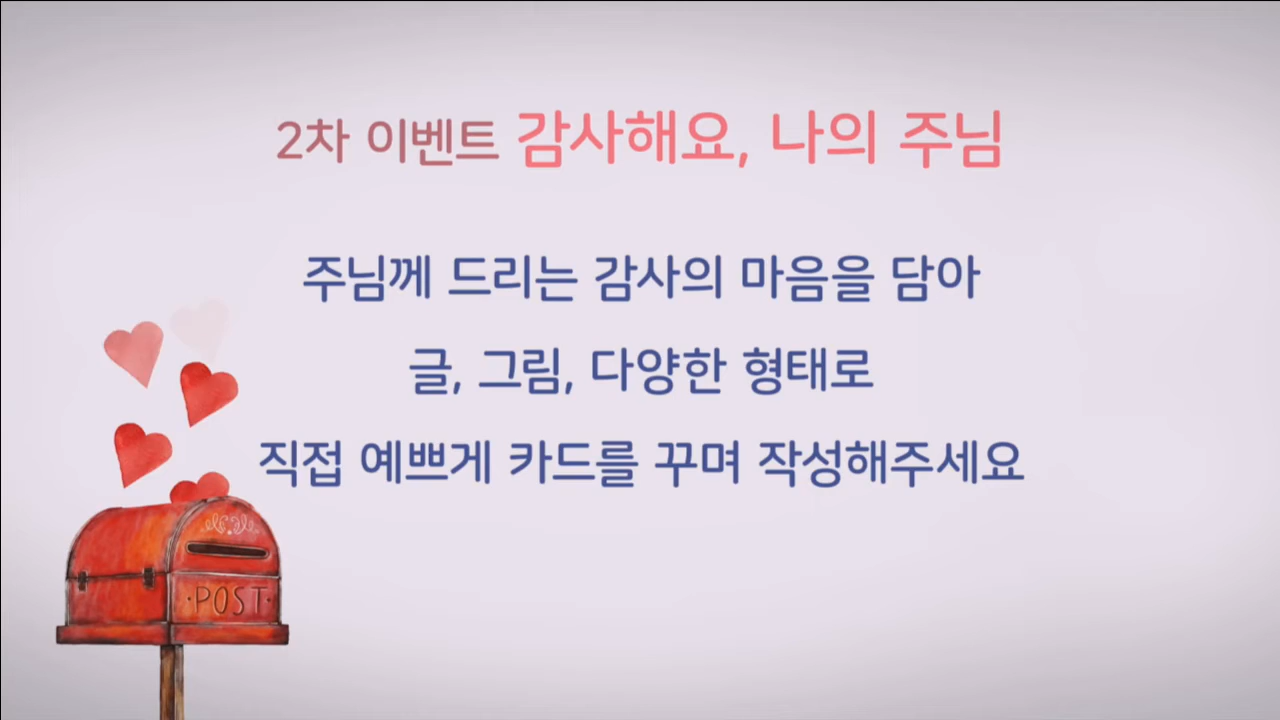 2차 이벤트 감사해요, 나의 주님
주님께 드리는 감사의 마음을 담아
글, 그림, 다양한 형태로
직접 예쁘게 카드를 꾸며 작성해주세요
·POST·